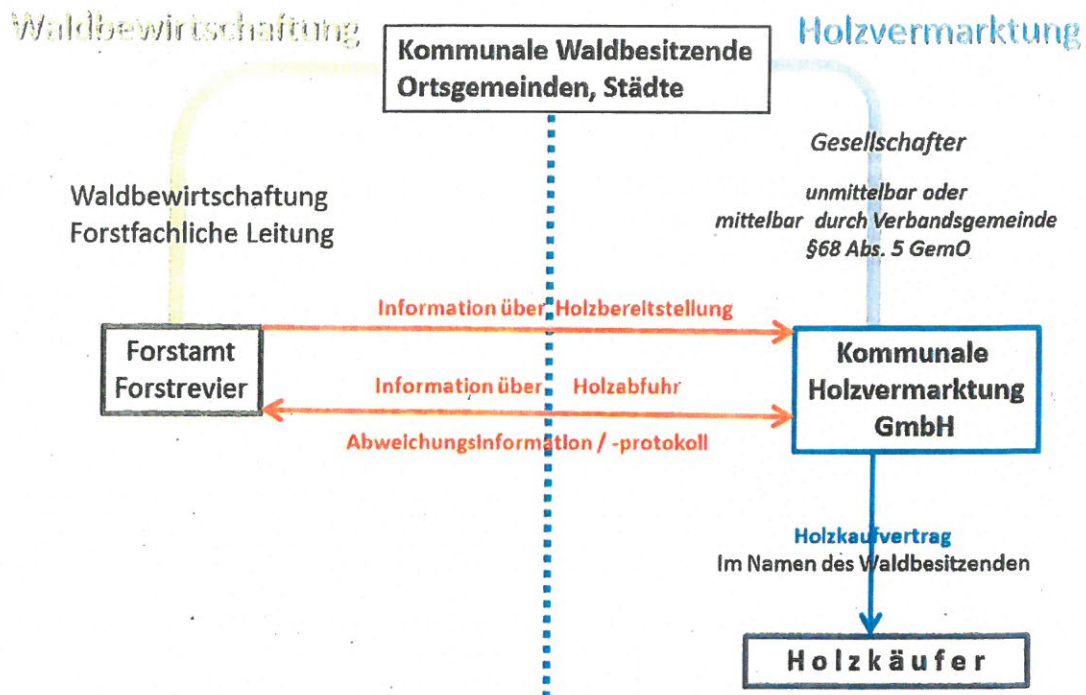 Waldbewirtschaftung
Holzvermarktung
Kommunale Waldbesitzende
Ortsgemeinden, Städte
Gesellschafter
unmittelbar oder
mittelbar durch Verbandsgemeinde
§68 Abs. 5 GemO
Waldbewirtschaftung
Forstfachliche Leitung
Information über Holzbereitstellung
Forstamt
Forstrevier
Information über Holzabfuhr
Abweichungsinformation / -protokoll
Kommunale
Holzvermarktung
GmbH
Holzkaufvertrag
Im Namen des Waldbesitzenden
Holzkäufer